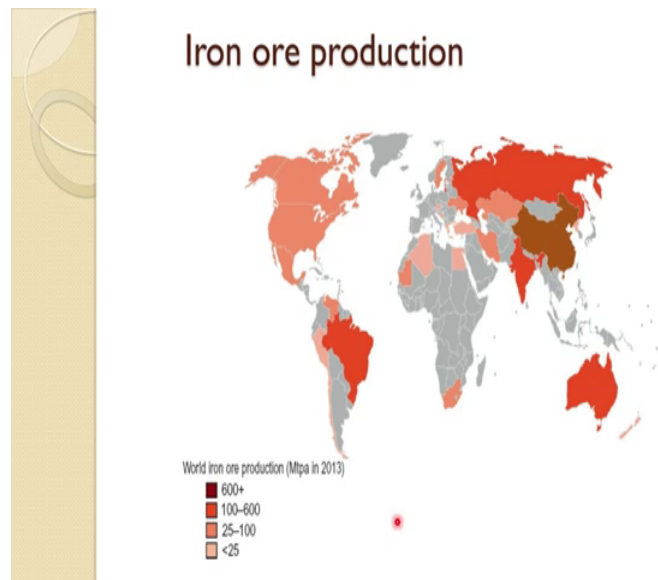 Iron ore production
World iron ore production (Mtpa in 2013)
600+
100–600
25–100
<25